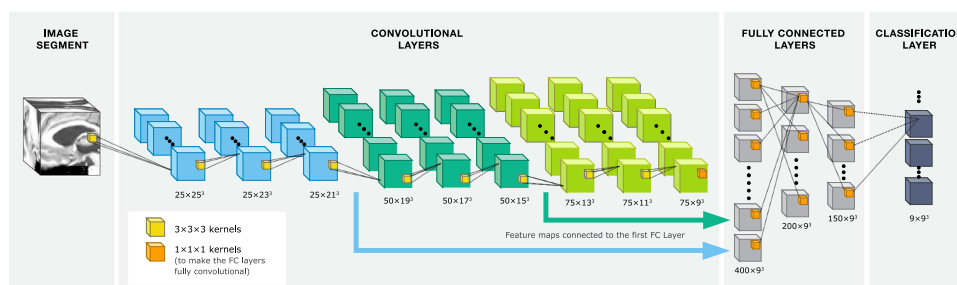 IMAGE
SEGMENT
CONVOLUTIONAL
LAYERS
FULLY CONNECTED
LAYERS
CLASSIFICATION
LAYER
25×25³
25×23³
25×21³
50×19³
50×17³
50×15³
75×13³
75×11³
75×9³
400×9³
200×9³
150×9³
9×9³
3×3×3 kernels
1×1×1 kernels
(to make the FC layers
fully convolutional)
Feature maps connected to the first FC Layer